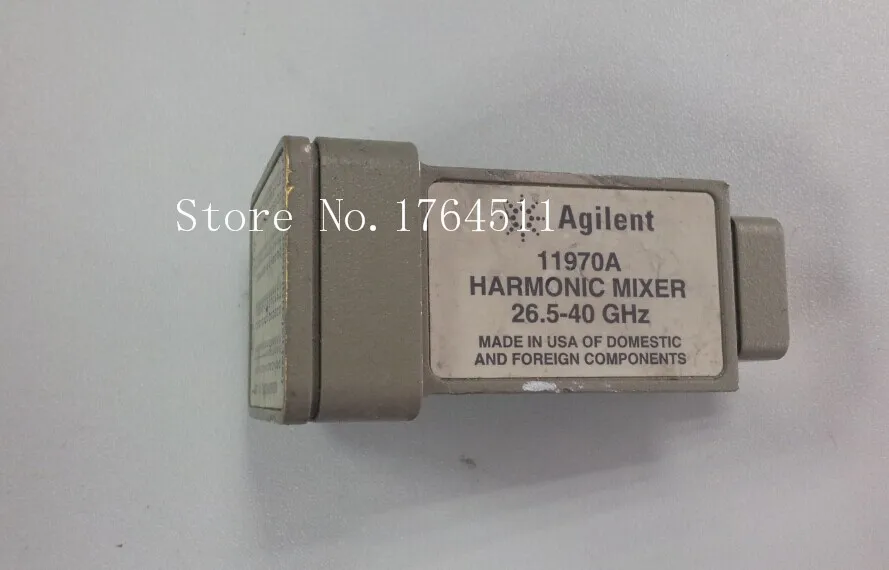 Store No.1764511
Agilent
11970A
HARMONIC MIXER
26.5-40 GHz
MADE IN USA OF DOMESTIC
AND FOREIGN COMPONENTS